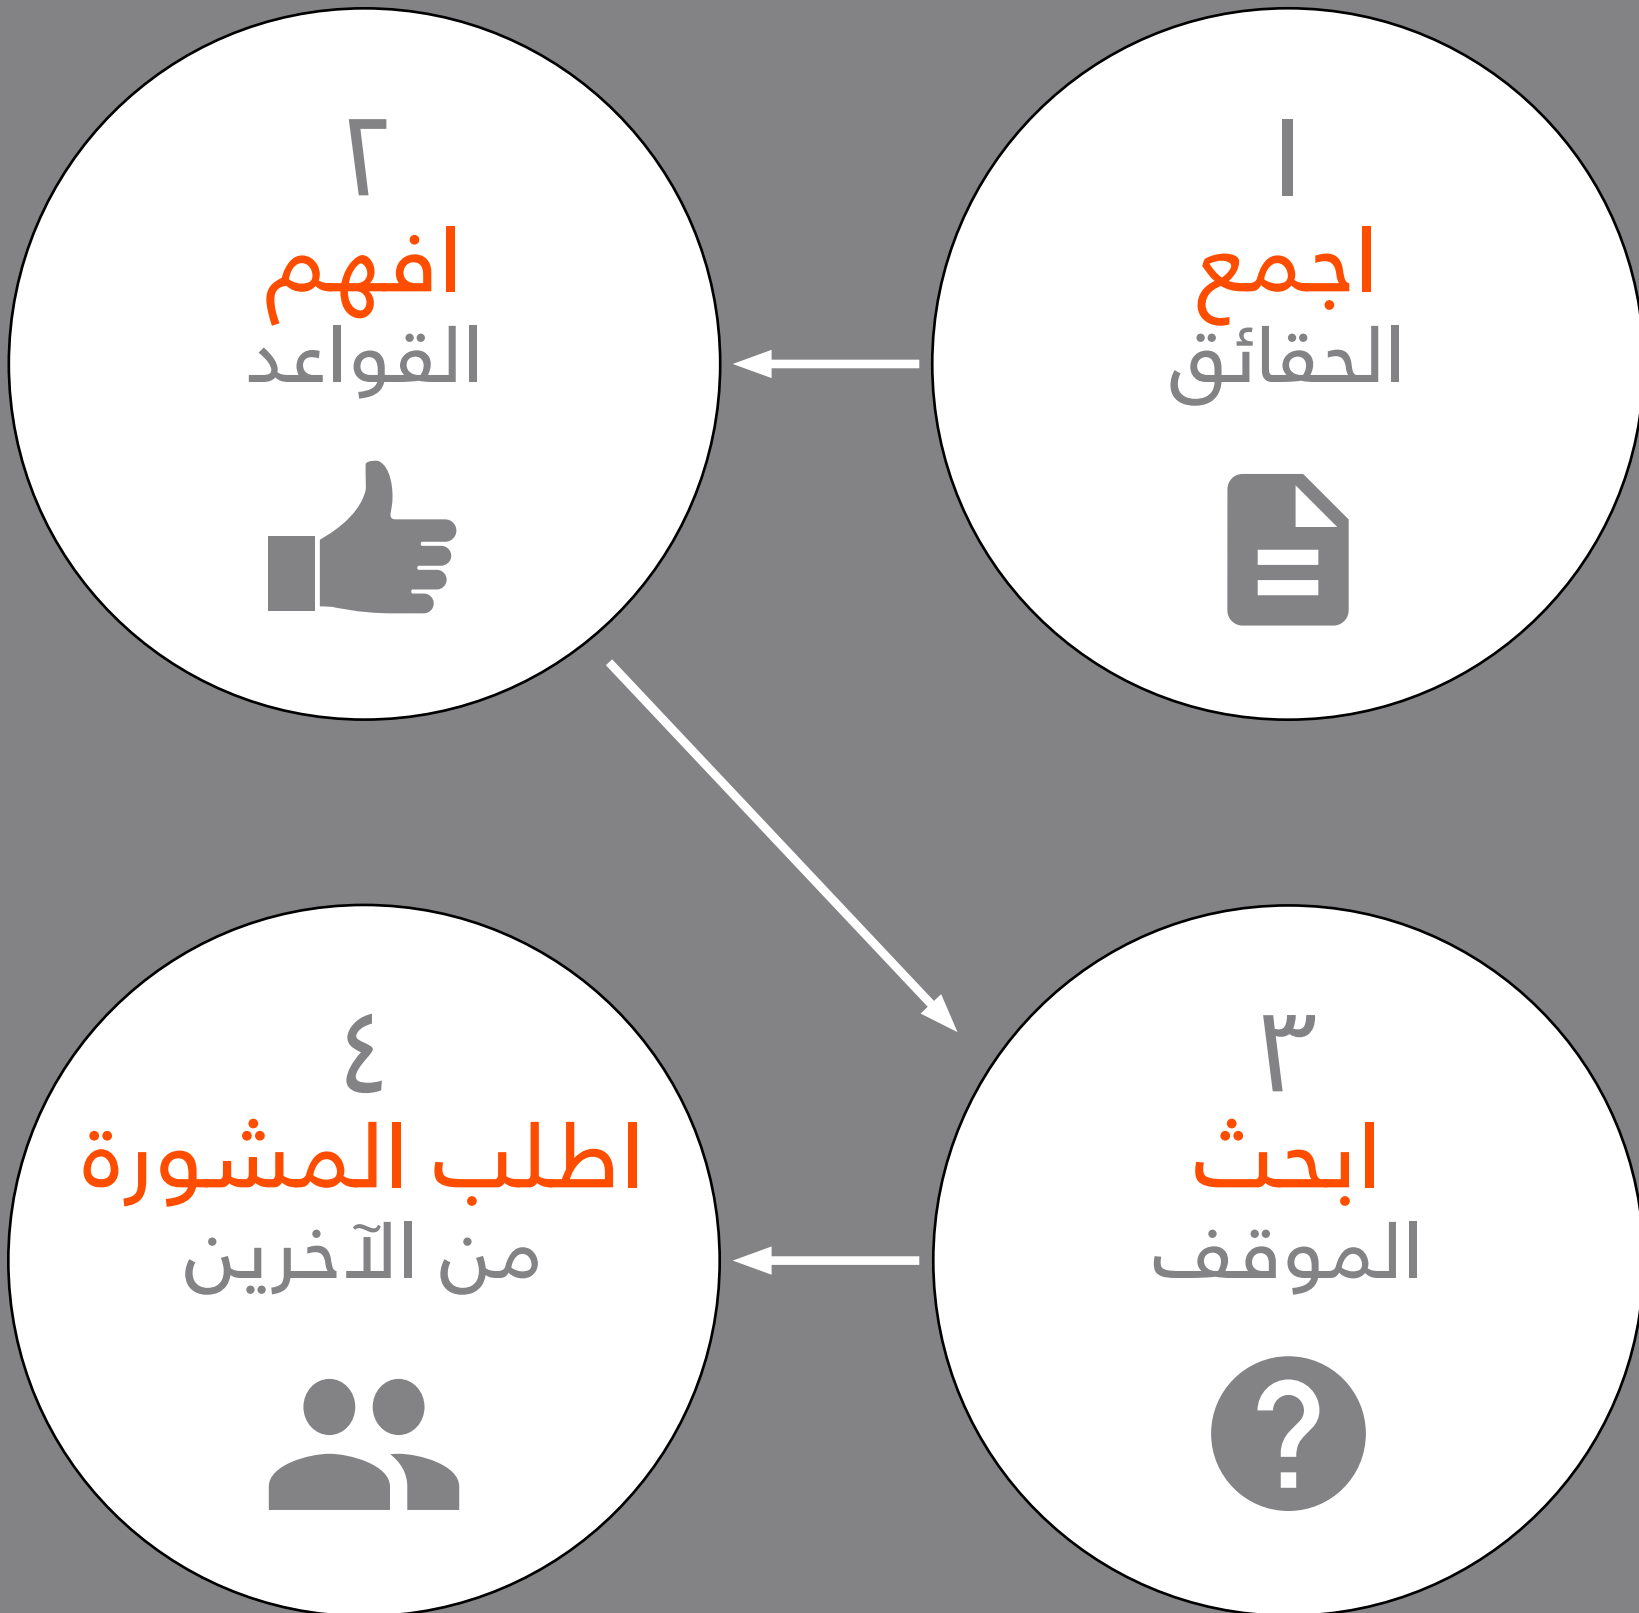 ١
اجمع
الحقائق
٢
افهم
القواعد
٣
ابحث
الموقف
٤
اطلب المشورة
من الآخرين